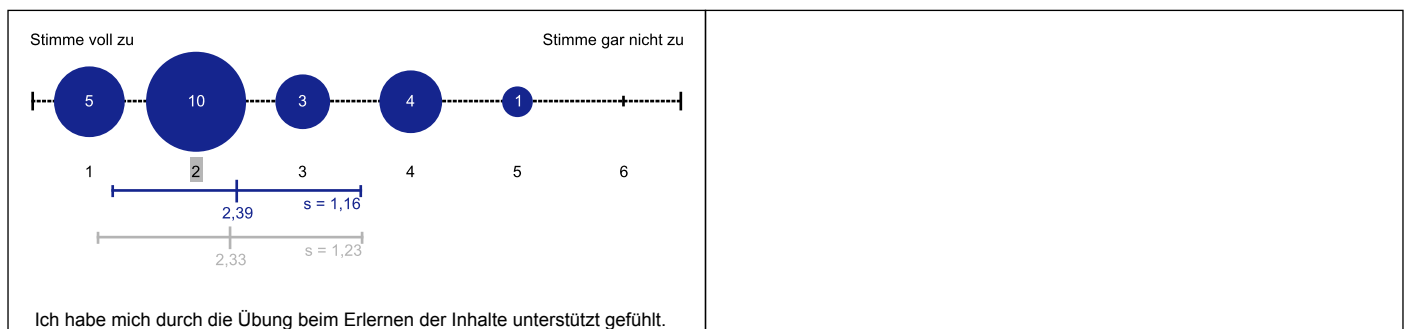 Stimme voll zu Stimme gar nicht zu
5 10 3 4 1
1 2 3 4 5 6
s = 1,16
2,39
s = 1,23
2,33
Ich habe mich durch die Übung beim Erlernen der Inhalte unterstützt gefühlt.